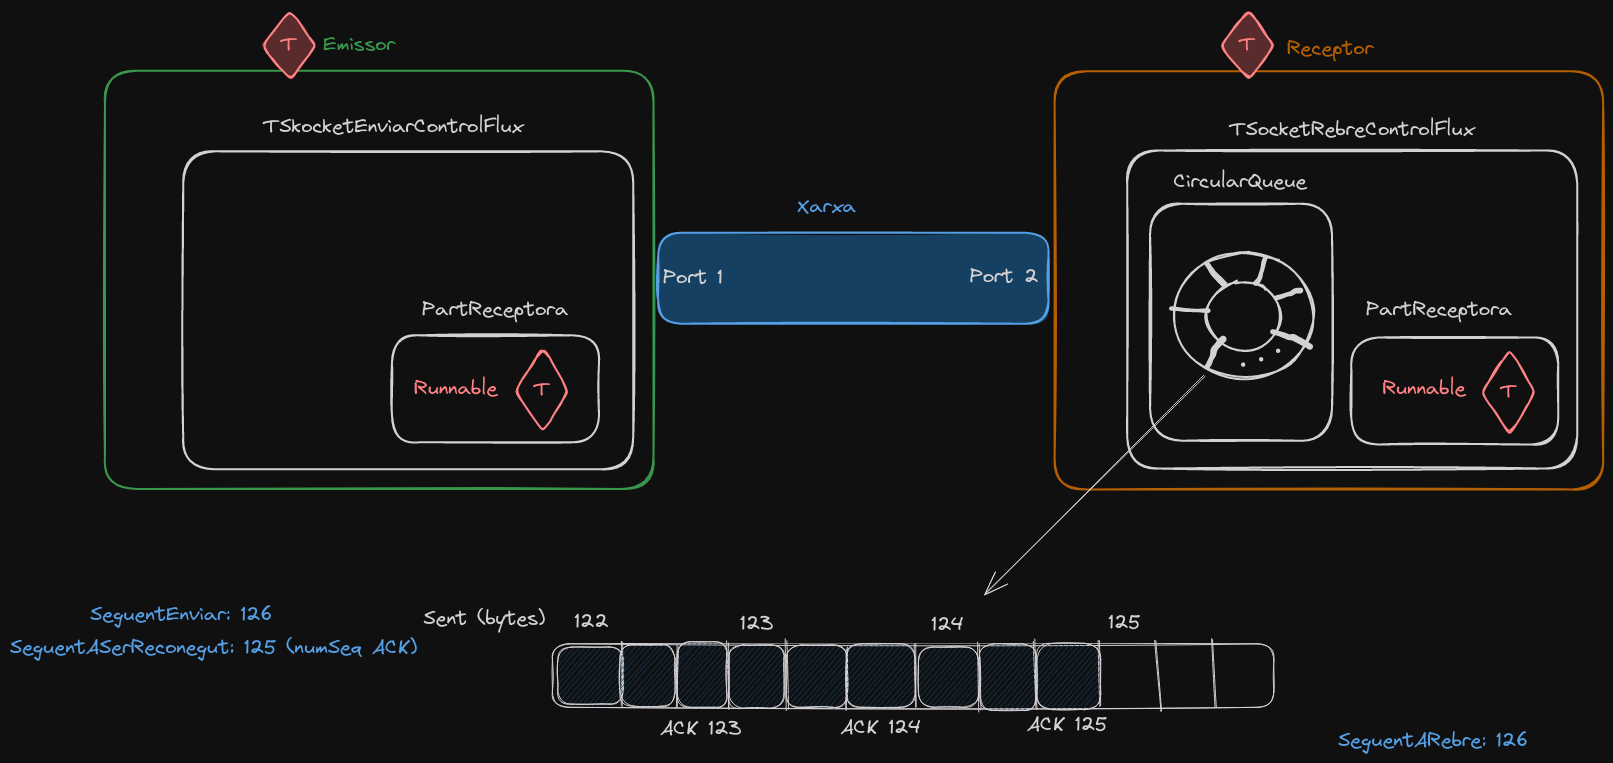 T Emissor
T Receptor
TSkocketEnviarControlFlux
TSocketRebreControlFlux
CircularQueue
Xarxa
Port 1
Port 2
PartReceptora
Runnable T
PartReceptora
Runnable T
SeguentEnviar: 126
SeguentASerReconegut: 125 (numSeq ACK)
Sent (bytes) 122 123 124 125
ACK 123 ACK 124 ACK 125
SeguentARebre: 126